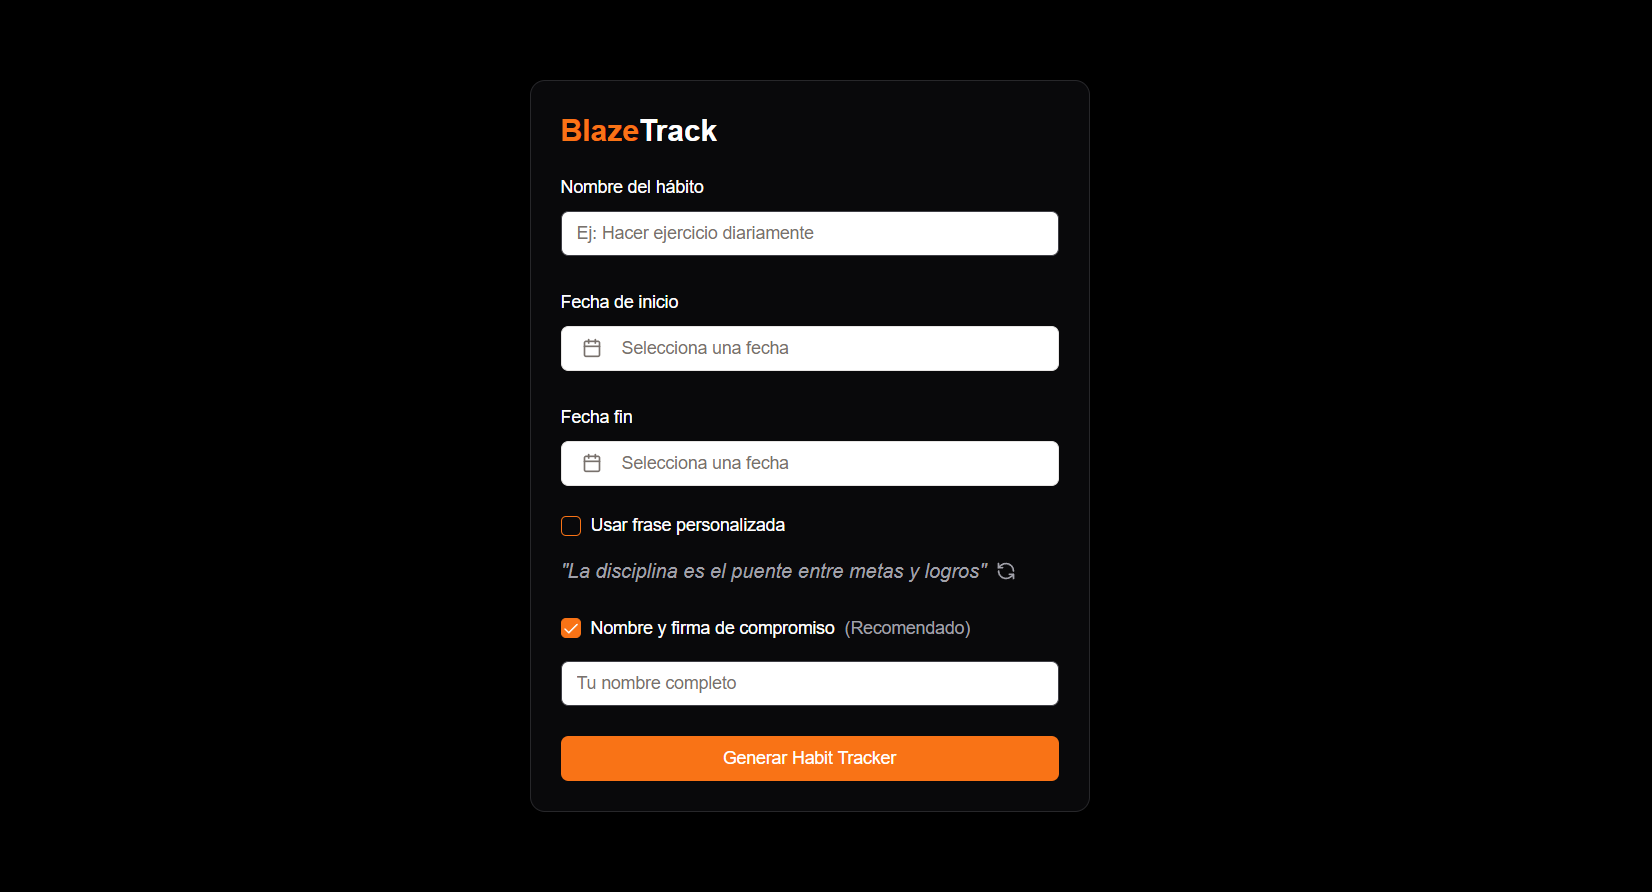 BlazeTrack
Nombre del hábito
Ej: Hacer ejercicio diariamente
Fecha de inicio
Selecciona una fecha
Fecha fin
Selecciona una fecha
Usar frase personalizada
"La disciplina es el puente entre metas y logros"
Nombre y firma de compromiso (Recomendado)
Tu nombre completo
Generar Habit Tracker